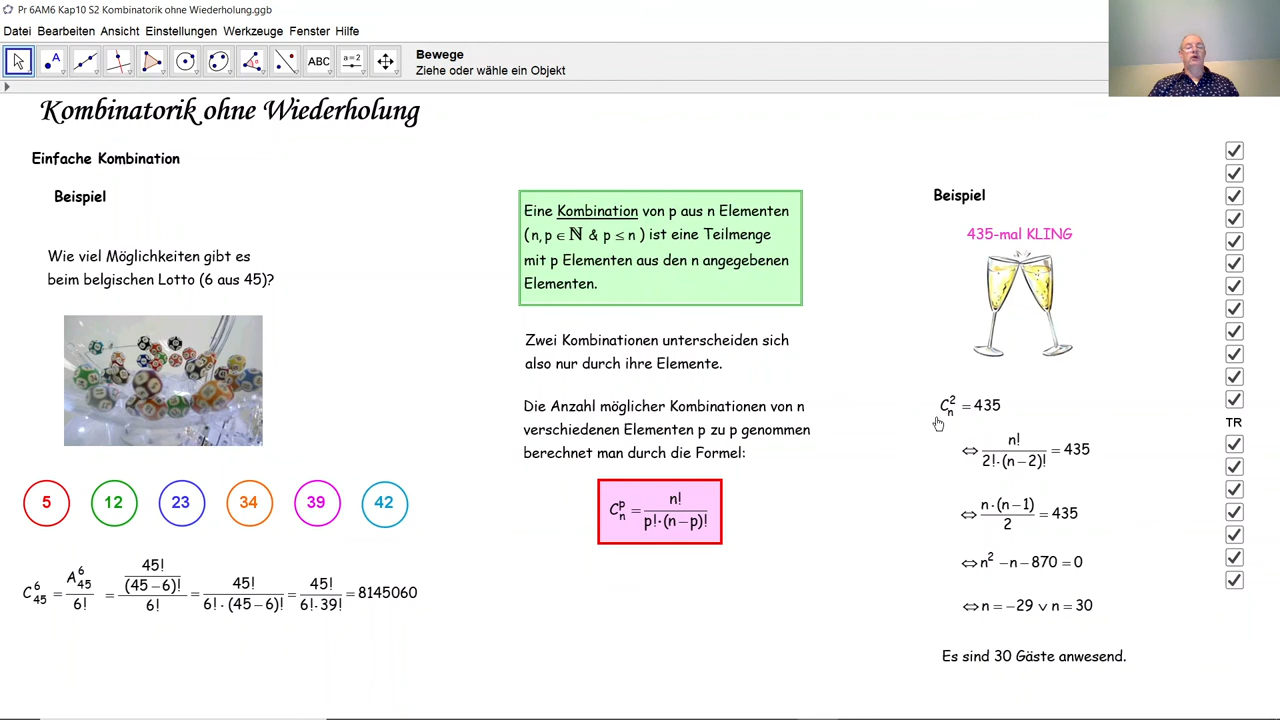 Pr 6AM6 Kap10 S2 Kombinatorik ohne Wiederholung.ggb
Datei Bearbeiten Ansicht Einstellungen Werkzeuge Fenster Hilfe
A
ABC
a=2
Bewege
Ziehe oder wähle ein Objekt
Kombinatorik ohne Wiederholung
Einfache Kombination
Beispiel
Wie viel Möglichkeiten gibt es
beim belgischen Lotto (6 aus 45)?
5 12 23 34 39 42
C₄₅⁶ = A₄₅⁶/6! = (45!/(45−6)!)/6! = 45!/(6!·(45−6)!) = 45!/(6!·39!) = 8145060
Eine Kombination von p aus n Elementen
(n,p ∈ ℕ & p ≤ n) ist eine Teilmenge
mit p Elementen aus den n angegebenen
Elementen.
Zwei Kombinationen unterscheiden sich
also nur durch ihre Elemente.
Die Anzahl möglicher Kombinationen von n
verschiedenen Elementen p zu p genommen
berechnet man durch die Formel:
Cₙᵖ = n!/(p!·(n−p)!)
Beispiel
435-mal KLING
Cₙ² = 435
⇔ n!/(2!·(n−2)!) = 435
⇔ n·(n−1)/2 = 435
⇔ n² −n−870 = 0
⇔ n = −29 ∨ n = 30
Es sind 30 Gäste anwesend.
TR